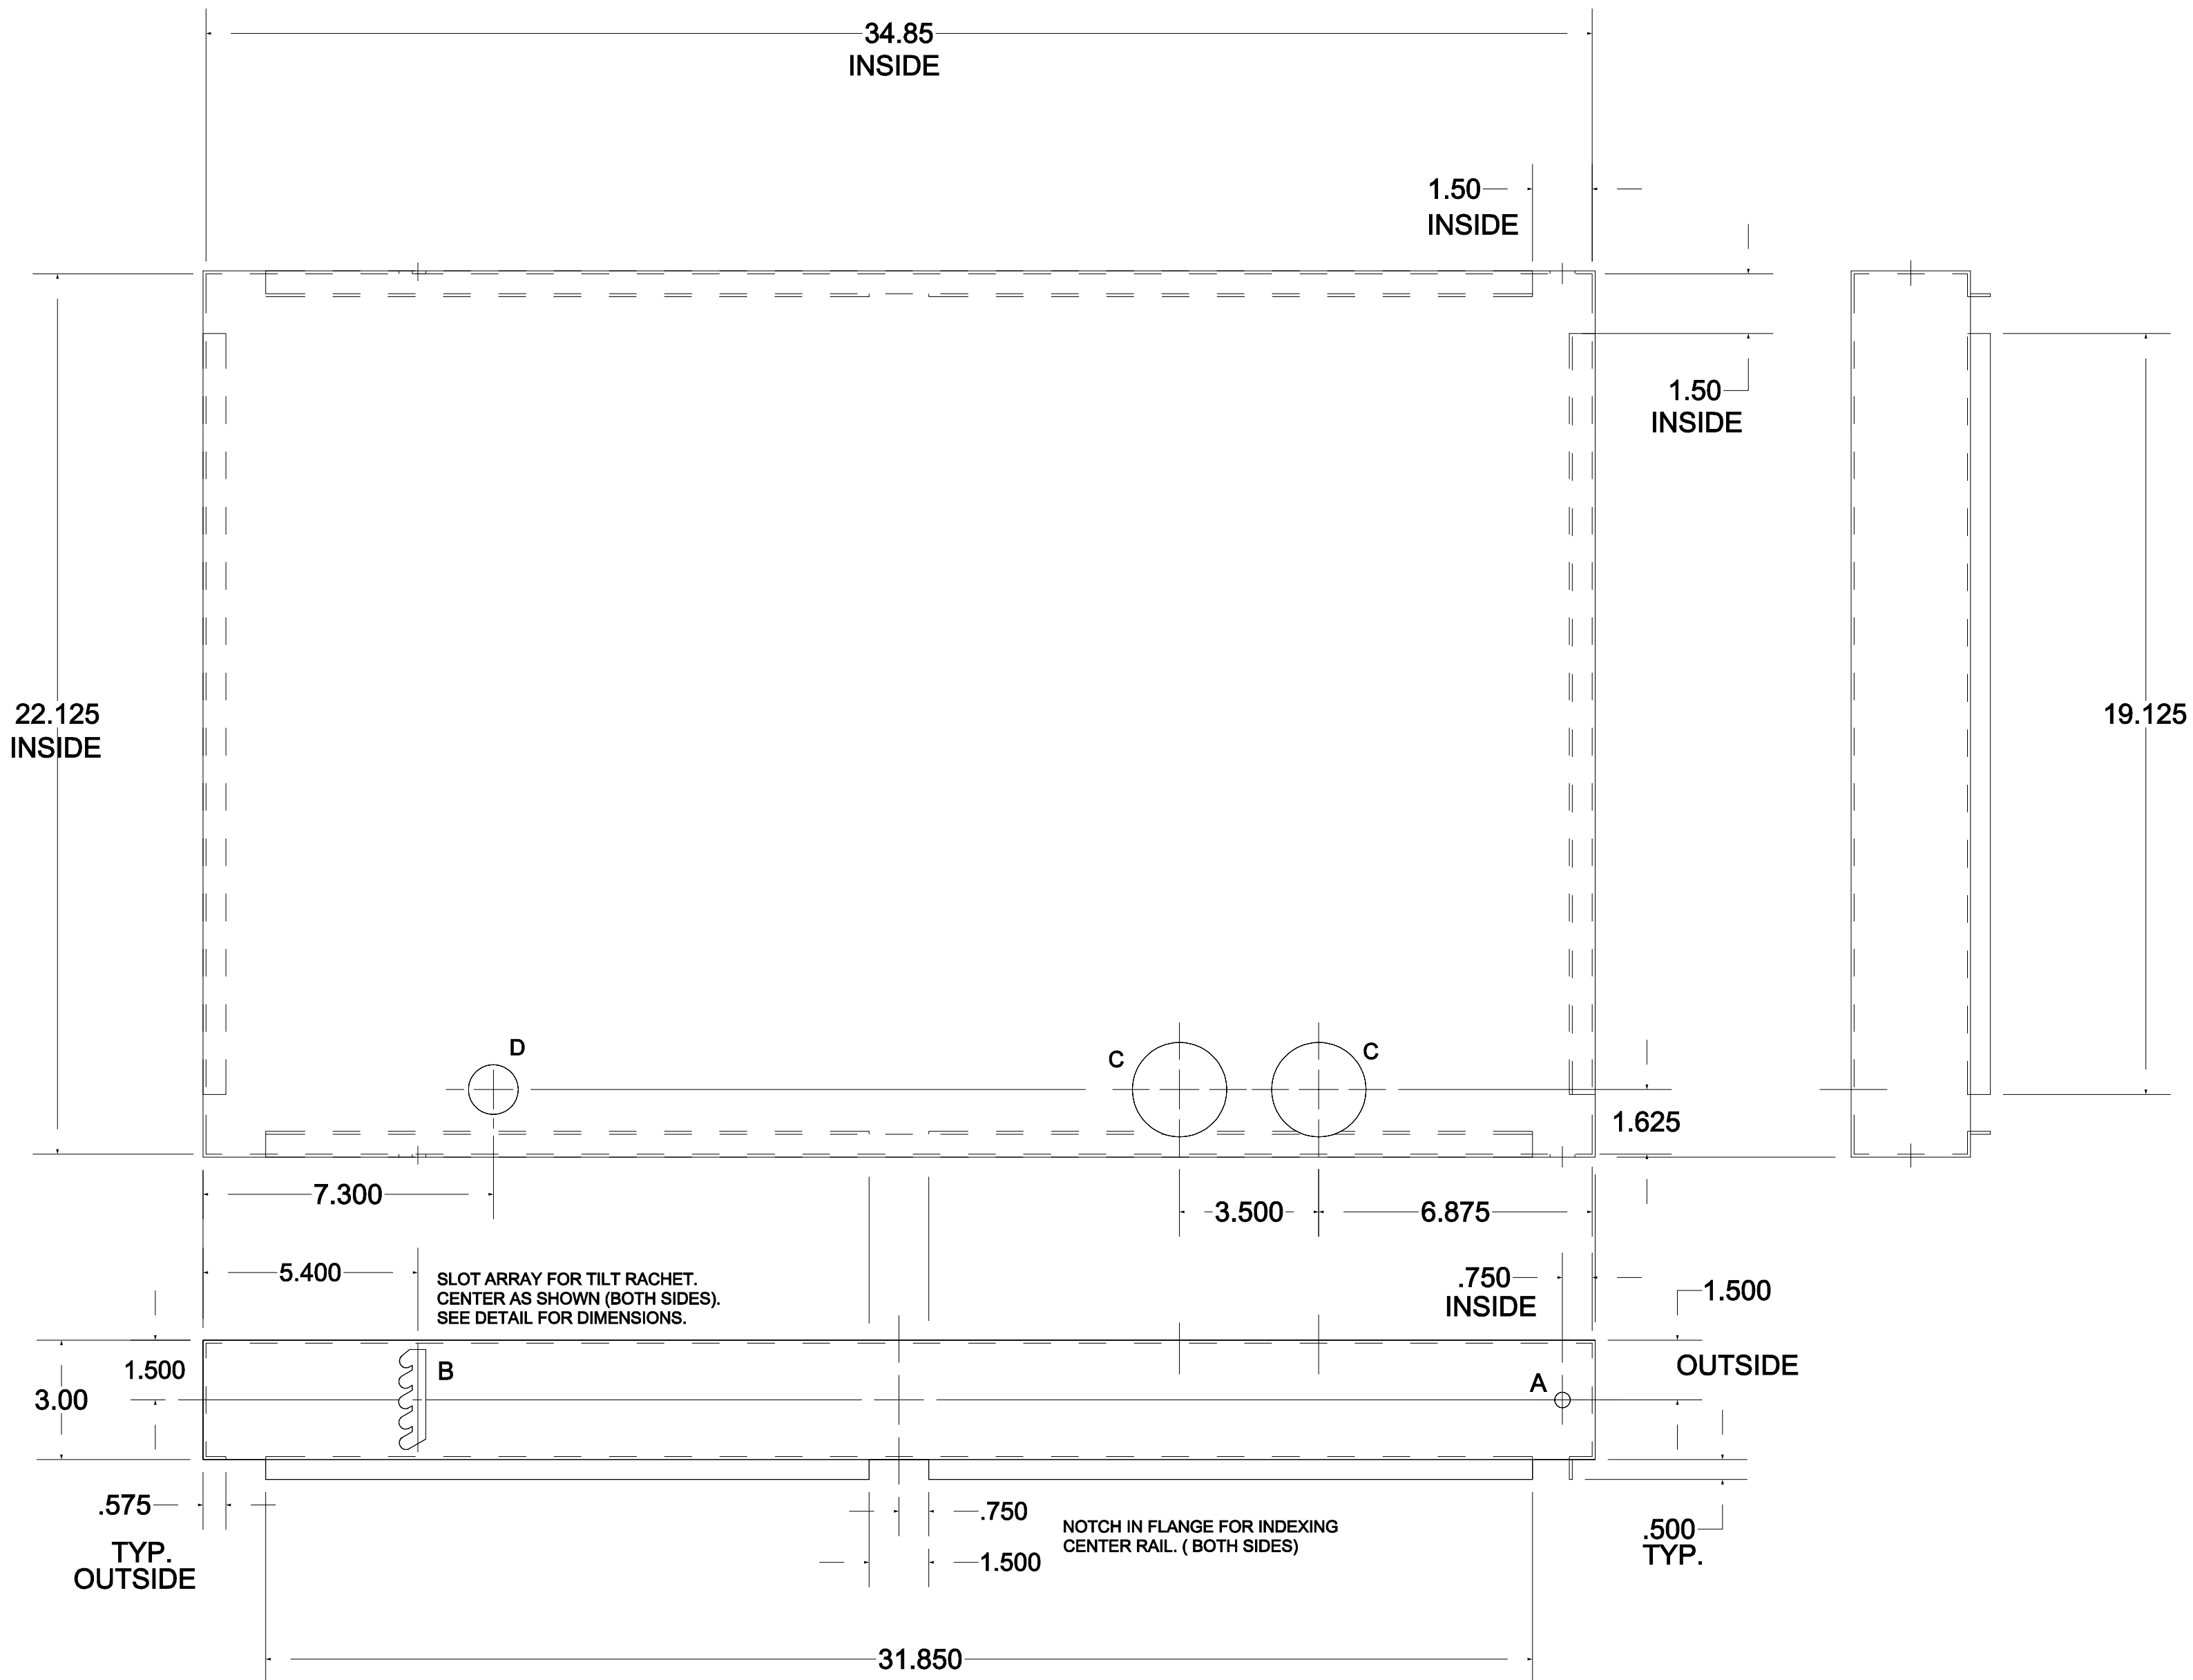 34.85
INSIDE
1.50
INSIDE
1.50
INSIDE
22.125
INSIDE
19.125
D
C
C
1.625
7.300
3.500
6.875
5.400
SLOT ARRAY FOR TILT RACHET.
CENTER AS SHOWN (BOTH SIDES).
SEE DETAIL FOR DIMENSIONS.
.750
INSIDE
1.500
OUTSIDE
1.500
3.00
B
A
.575
TYP.
OUTSIDE
.750
1.500
NOTCH IN FLANGE FOR INDEXING
CENTER RAIL. ( BOTH SIDES)
.500
TYP.
31.850